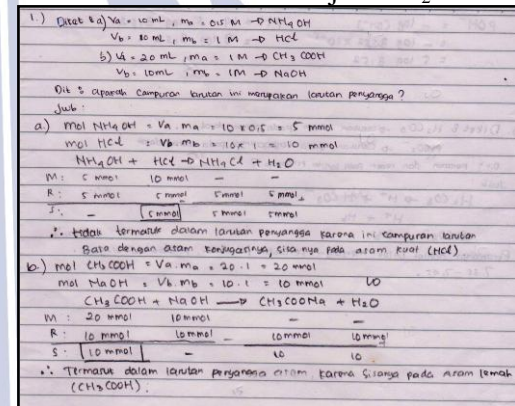 2
1.) Diket : a) Va = 10 mL , ma = 0,5 M → NH4OH
Vb = 10 mL , mb = 1 M → HCl
b) Va = 20 mL , ma = 1M → CH3COOH
Vb = 10mL , mb = 1M → NaOH
Dit : apakah campuran larutan ini merupakan larutan penyangga ?
Jwb :
a.) mol NH4OH = Va . ma = 10 x 0,5 = 5 mmol
mol HCl = Vb mb = 10 x 1 = 10 mmol
NH4OH + HCl → NH4Cl + H2O
M : 5 mmol 10 mmol - -
R : 5 mmol 5 mmol 5 mmol 5 mmol
S : - 5 mmol 5 mmol 5 mmol
∴ tidak termasuk dalam larutan penyangga karena ini campuran larutan
Basa dengan asam konjugasinya, sisa nya pada asam kuat (HCl)
b.) mol CH3COOH = Va . ma = 20 . 1 = 20 mmol
mol NaOH = Vb . mb = 10 . 1 = 10 mmol 10
CH3COOH + NaOH → CH3COONa + H2O
M : 20 mmol 10mmol - -
R : 10 mmol 10 mmol 10mmol 10mmol
S : 10 mmol - 10 10
∴ Termasuk dalam larutan penyangga asam, karena sisanya pada Asam lemah
(CH3COOH).